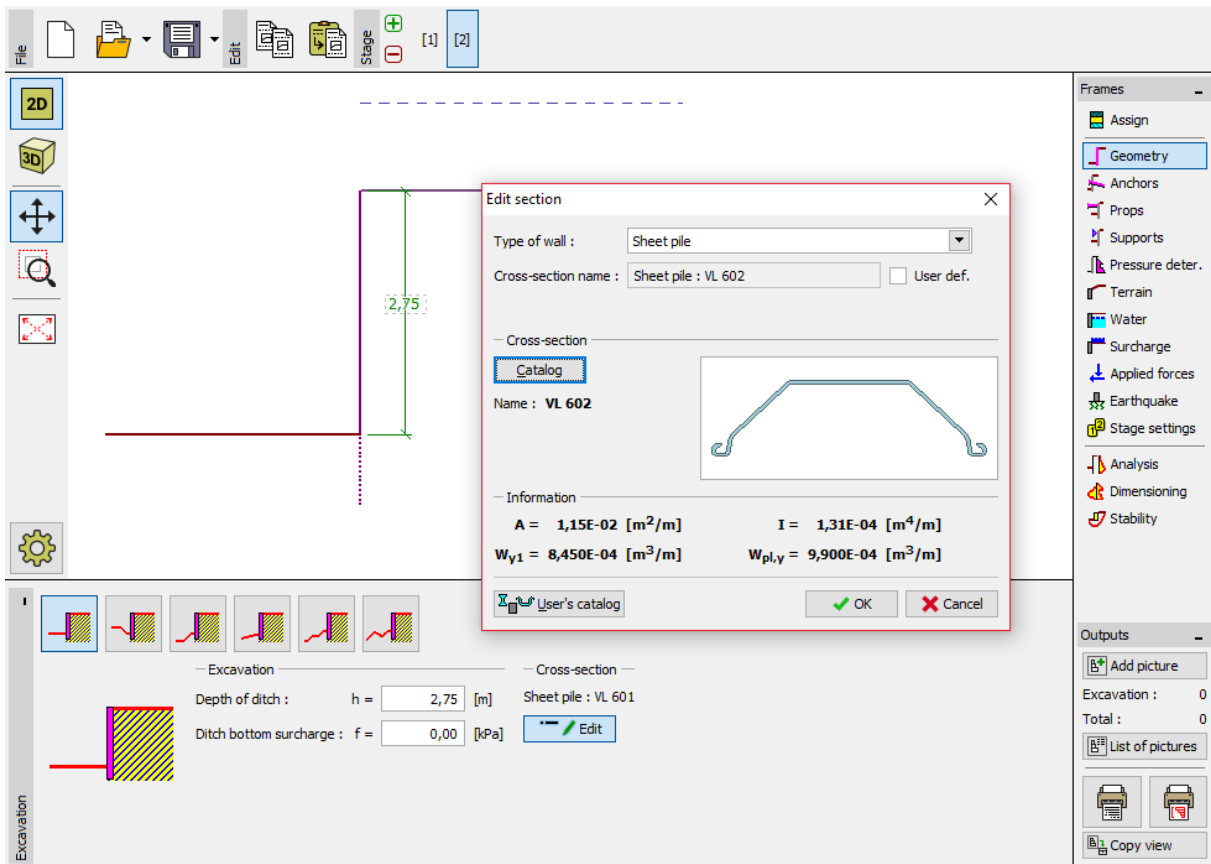 File
Edit
Stage
[1]
[2]
2D
3D
2,75
Frames
Assign
Geometry
Anchors
Props
Supports
Pressure deter.
Terrain
Water
Surcharge
Applied forces
Earthquake
Stage settings
Analysis
Dimensioning
Stability
Edit section
Type of wall :
Sheet pile
Cross-section name :
Sheet pile : VL 602
User def.
Cross-section
Catalog
Name : VL 602
Information
A = 1,15E-02 [m²/m]
I = 1,31E-04 [m⁴/m]
Wy1 = 8,450E-04 [m³/m]
Wpl,y = 9,900E-04 [m³/m]
User's catalog
OK
Cancel
Excavation
Excavation
Depth of ditch : h = 2,75 [m]
Ditch bottom surcharge : f = 0,00 [kPa]
Cross-section
Sheet pile : VL 601
Edit
Outputs
Add picture
Excavation : 0
Total : 0
List of pictures
Copy view